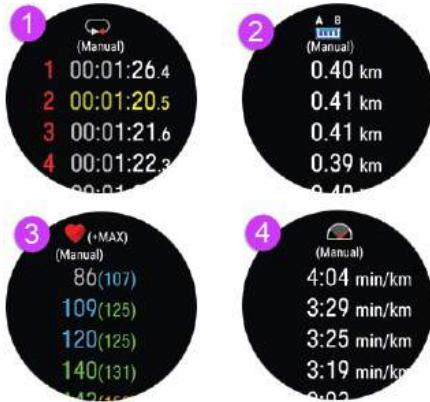 1
(Manual)
1 00:01:26.4
2 00:01:20.5
3 00:01:21.6
4 00:01:22.3
2
A B
(Manual)
0.40 km
0.41 km
0.41 km
0.39 km
3
(+MAX)
(Manual)
86(107)
109(125)
120(125)
140(131)
4
(Manual)
4:04 min/km
3:29 min/km
3:25 min/km
3:19 min/km